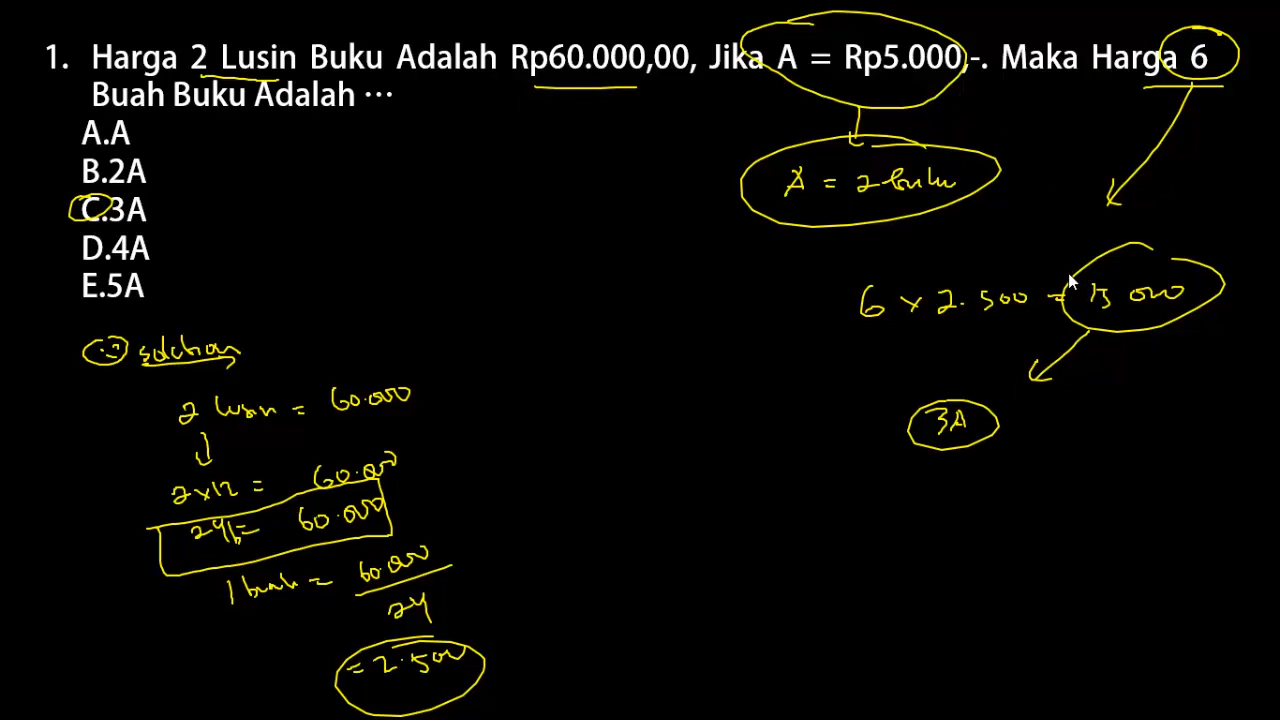 1. Harga 2 Lusin Buku Adalah Rp60.000,00, Jika A = Rp5.000,-. Maka Harga 6
Buah Buku Adalah ⋯
A.A
B.2A
C.3A
D.4A
E.5A
A = 2 buku
6 x 2.500 = 15 000
3A
solution
2 lusin = 60.000
2 x 12 = 60.000
24 = 60.000
1 buah = 60.000
24
= 2.500